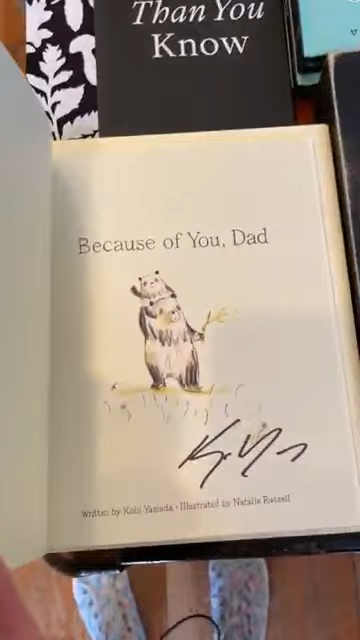 Than You
Know
Because of You, Dad
Written by Kobi Yamada • Illustrated by Natalie Russell